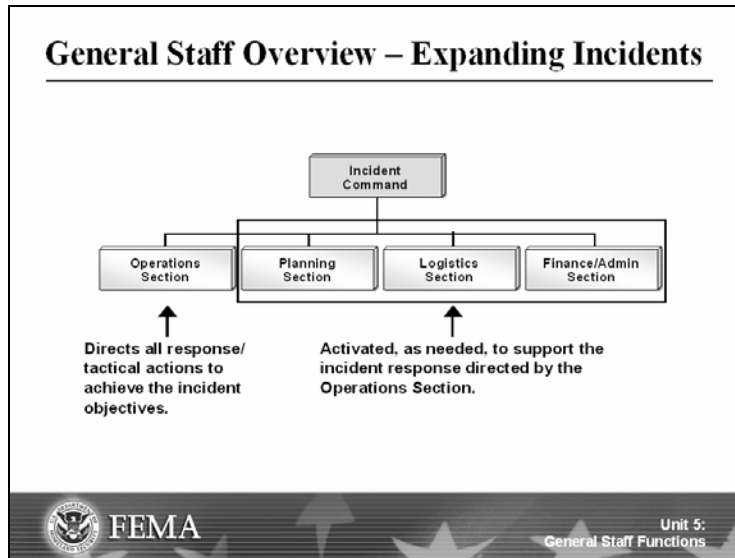 General Staff Overview – Expanding Incidents
Incident
Command
Operations
Section
Planning
Section
Logistics
Section
Finance/Admin
Section
Directs all response/
tactical actions to
achieve the incident
objectives.
Activated, as needed, to support the
incident response directed by the
Operations Section.
FEMA
Unit 5:
General Staff Functions